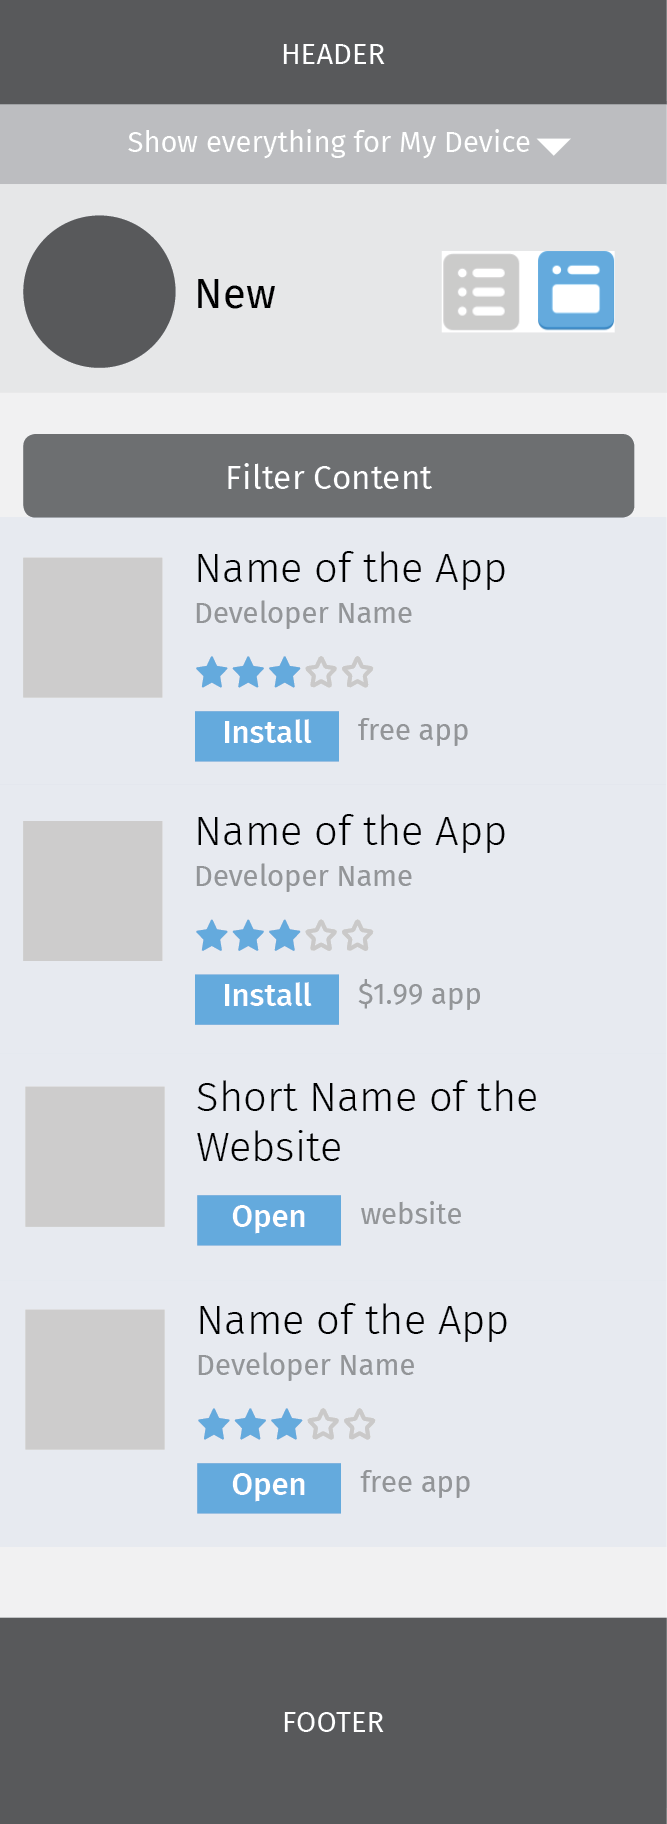 HEADER
Show everything for My Device
New
Filter Content
Name of the App
Developer Name
Install
free app
Name of the App
Developer Name
Install
$1.99 app
Short Name of the
Website
Open
website
Name of the App
Developer Name
Open
free app
FOOTER